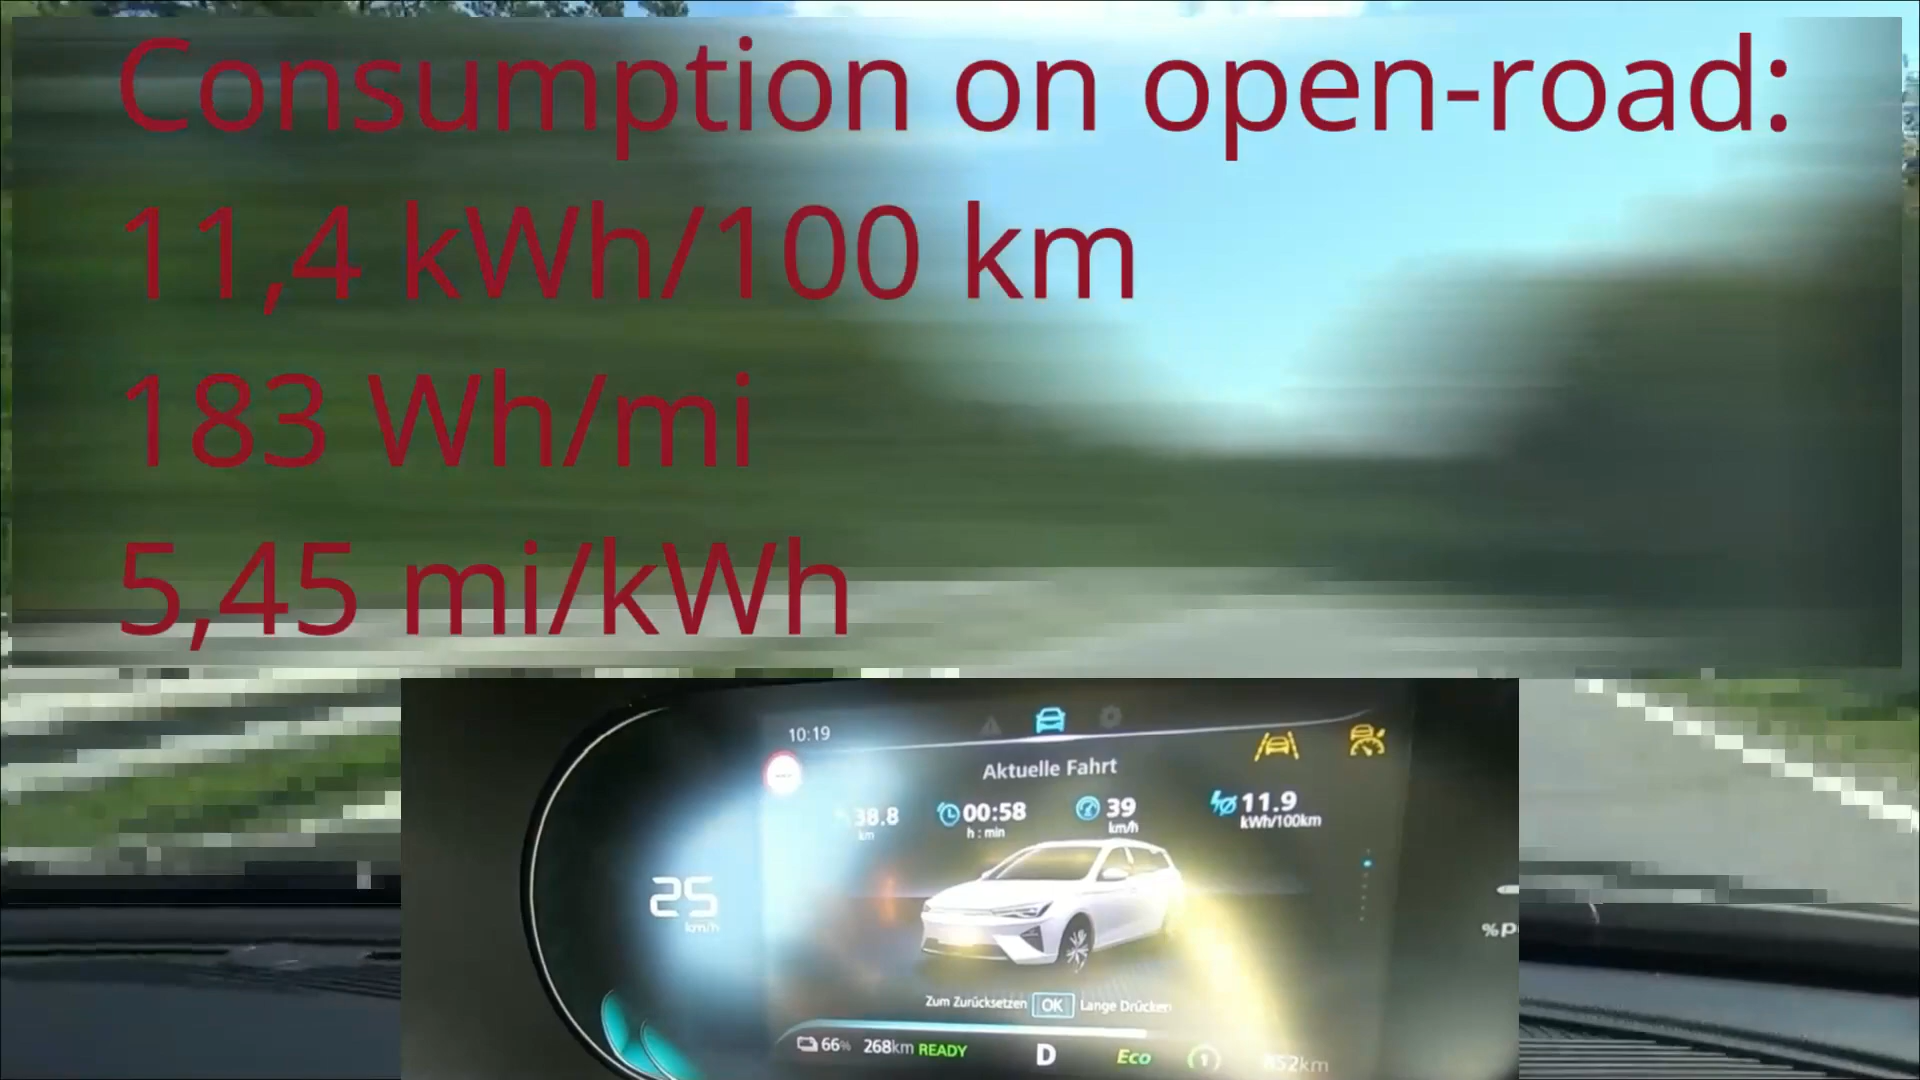 Consumption on open-road:
11,4 kWh/100 km
183 Wh/mi
5,45 mi/kWh
10:19
Aktuelle Fahrt
38.8 00:58 39 11.9
km h : min km/h kWh/100km
25
km/h
Zum Zurücksetzen OK Lange Drücken
66% 268km READY D Eco 1 km